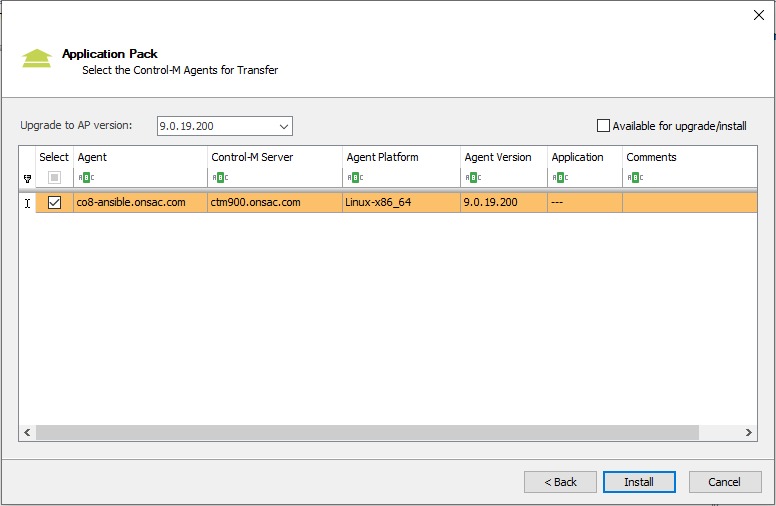 Application Pack
Select the Control-M Agents for Transfer
Upgrade to AP version: 9.0.19.200 Available for upgrade/install
Select Agent Control-M Server Agent Platform Agent Version Application Comments
ABC ABC ABC ABC ABC ABC
co8-ansible.onsac.com ctm900.onsac.com Linux-x86_64 9.0.19.200 ---
< Back Install Cancel